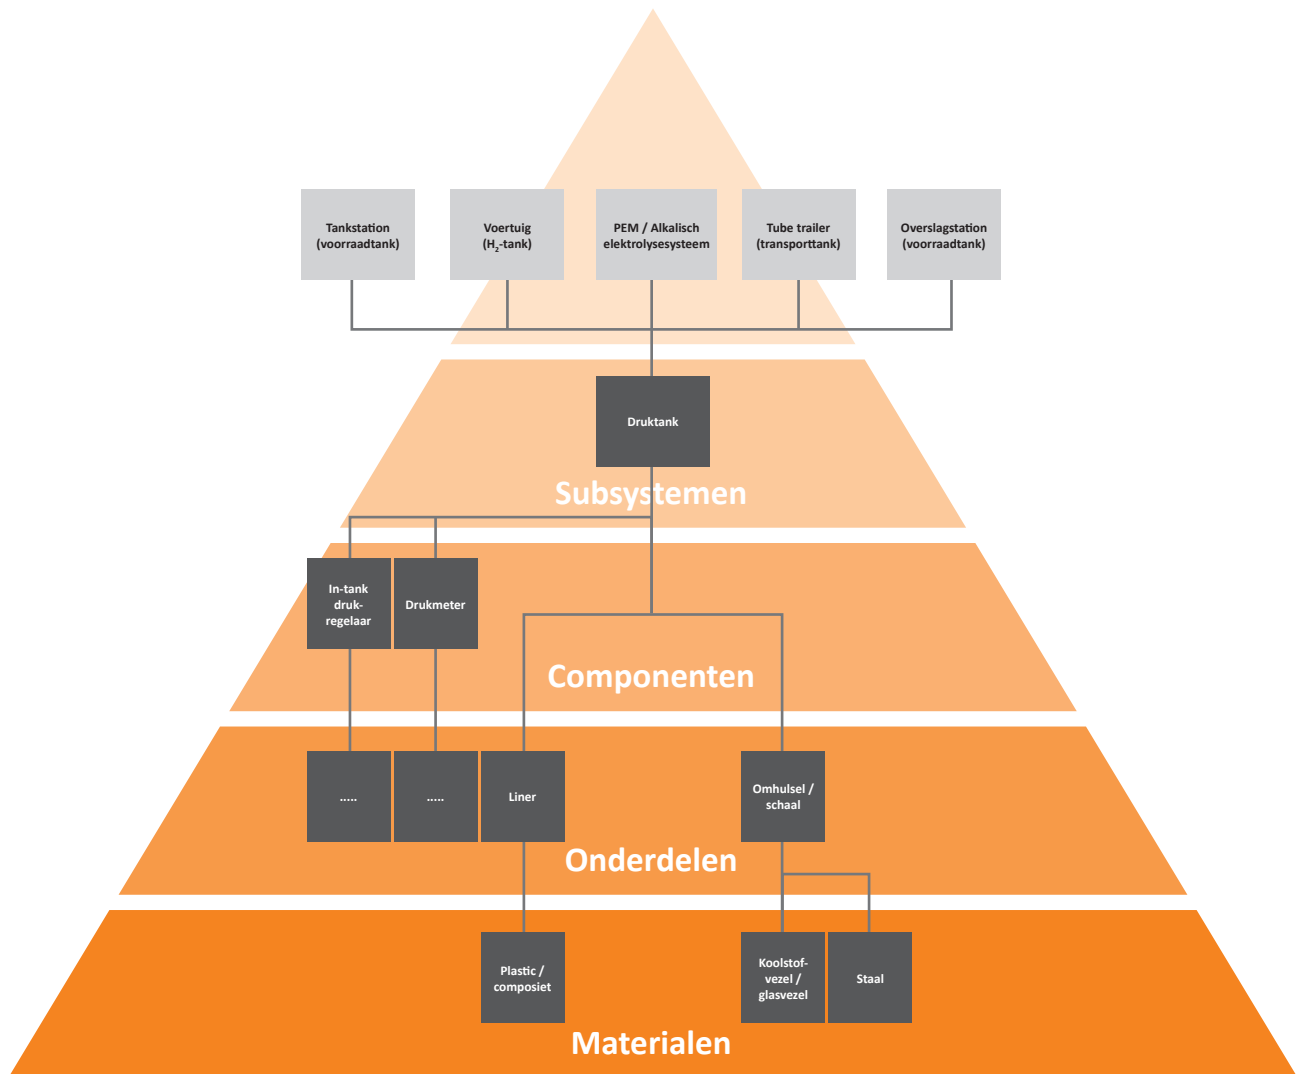 Tankstation
(voorraadtank)
Voertuig
(H₂-tank)
PEM / Alkalisch
elektrolysesysteem
Tube trailer
(transporttank)
Overslagstation
(voorraadtank)
Druktank
Subsystemen
In-tank
druk-
regelaar
Drukmeter
Componenten
.....
.....
Liner
Omhulsel /
schaal
Onderdelen
Plastic /
composiet
Koolstof-
vezel /
glasvezel
Staal
Materialen